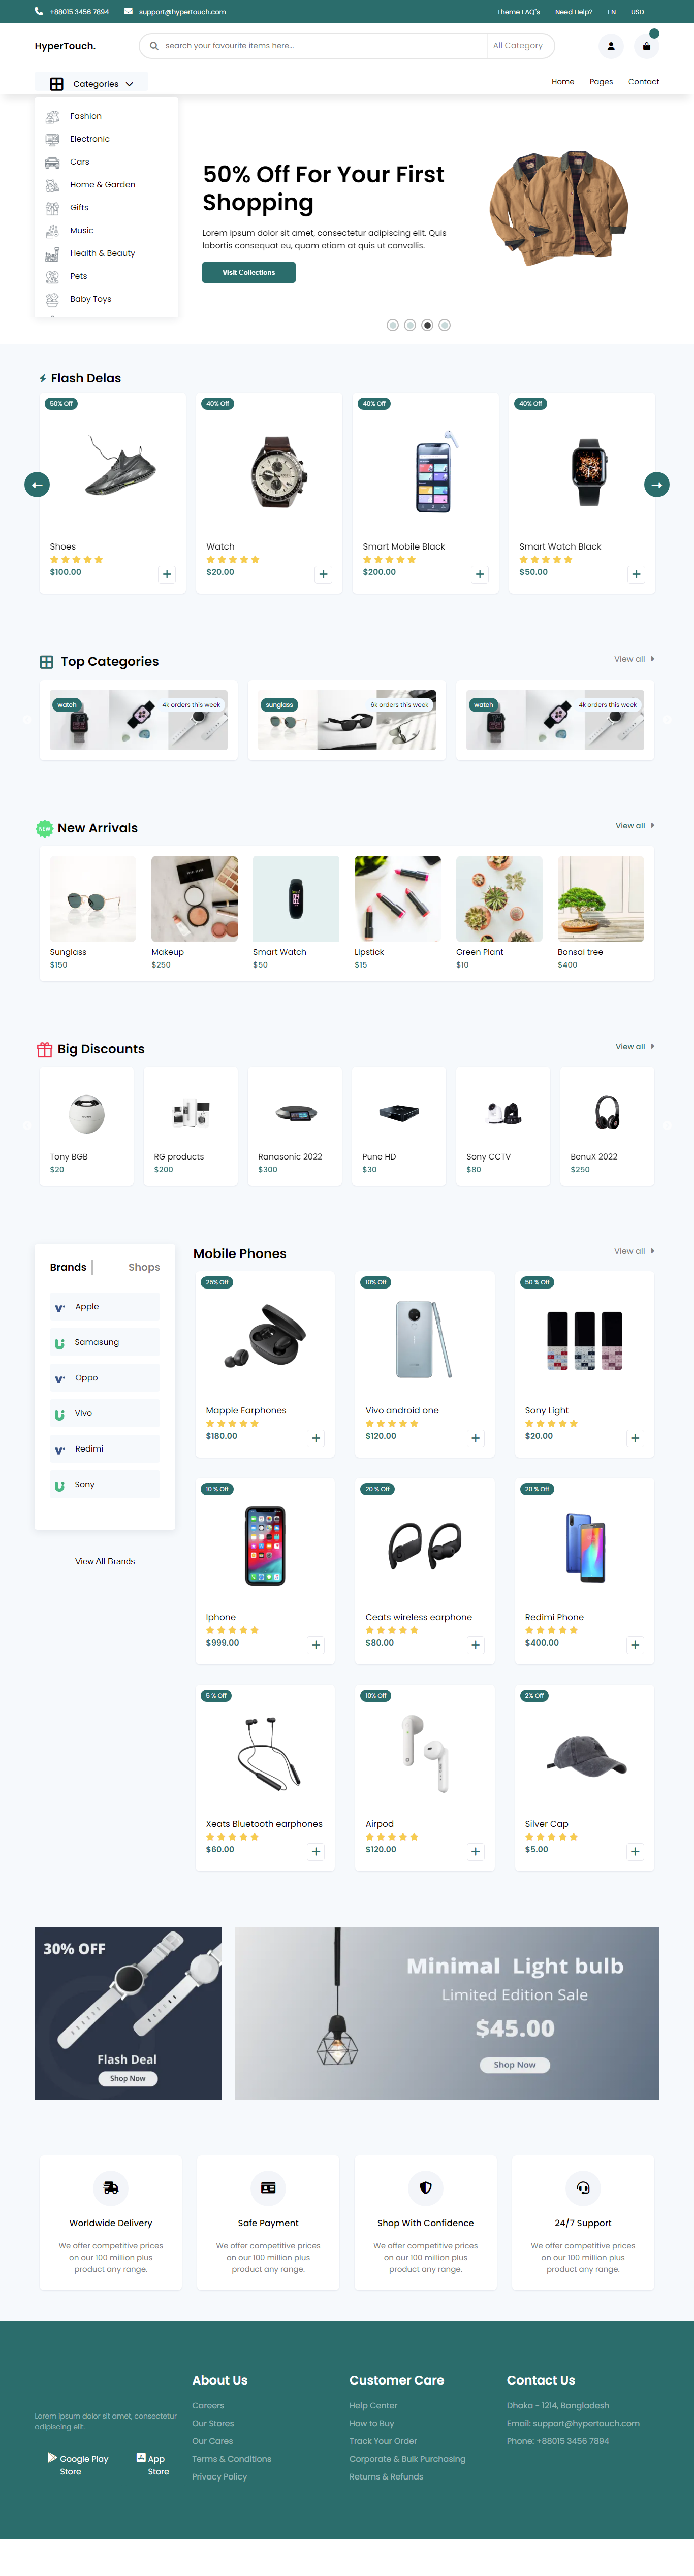 +88015 3456 7894 support@hypertouch.com Theme FAQ"s Need Help? EN USD
HyperTouch. search your favourite items here... All Category
Categories Home Pages Contact
Fashion
Electronic
Cars
Home & Garden
Gifts
Music
Health & Beauty
Pets
Baby Toys
50% Off For Your First
Shopping
Lorem ipsum dolor sit amet, consectetur adipiscing elit. Quis
lobortis consequat eu, quam etiam at quis ut convallis.
Visit Collections
Flash Delas
50% Off 40% Off 40% Off 40% Off
Shoes Watch Smart Mobile Black Smart Watch Black
$100.00 $20.00 $200.00 $50.00
Top Categories View all
watch 4k orders this week sunglass 6k orders this week watch 4k orders this week
NEW New Arrivals View all
Sunglass Makeup Smart Watch Lipstick Green Plant Bonsai tree
$150 $250 $50 $15 $10 $400
Big Discounts View all
Tony BGB RG products Ranasonic 2022 Pune HD Sony CCTV BenuX 2022
$20 $200 $300 $30 $80 $250
Brands Shops
Apple
Samasung
Oppo
Vivo
Redimi
Sony
View All Brands
Mobile Phones View all
25% Off 10% Off 50 % Off
Mapple Earphones Vivo android one Sony Light
$180.00 $120.00 $20.00
10 % Off 20 % Off 20 % Off
Iphone Ceats wireless earphone Redimi Phone
$999.00 $80.00 $400.00
5 % Off 10% Off 2% Off
Xeats Bluetooth earphones Airpod Silver Cap
$60.00 $120.00 $5.00
30% OFF
Flash Deal
Shop Now
Minimal Light bulb
Limited Edition Sale
$45.00
Shop Now
Worldwide Delivery Safe Payment Shop With Confidence 24/7 Support
We offer competitive prices We offer competitive prices We offer competitive prices We offer competitive prices
on our 100 million plus on our 100 million plus on our 100 million plus on our 100 million plus
product any range. product any range. product any range. product any range.
Lorem ipsum dolor sit amet, consectetur
adipiscing elit.
Google Play
Store
App
Store
About Us
Careers
Our Stores
Our Cares
Terms & Conditions
Privacy Policy
Customer Care
Help Center
How to Buy
Track Your Order
Corporate & Bulk Purchasing
Returns & Refunds
Contact Us
Dhaka - 1214, Bangladesh
Email: support@hypertouch.com
Phone: +88015 3456 7894